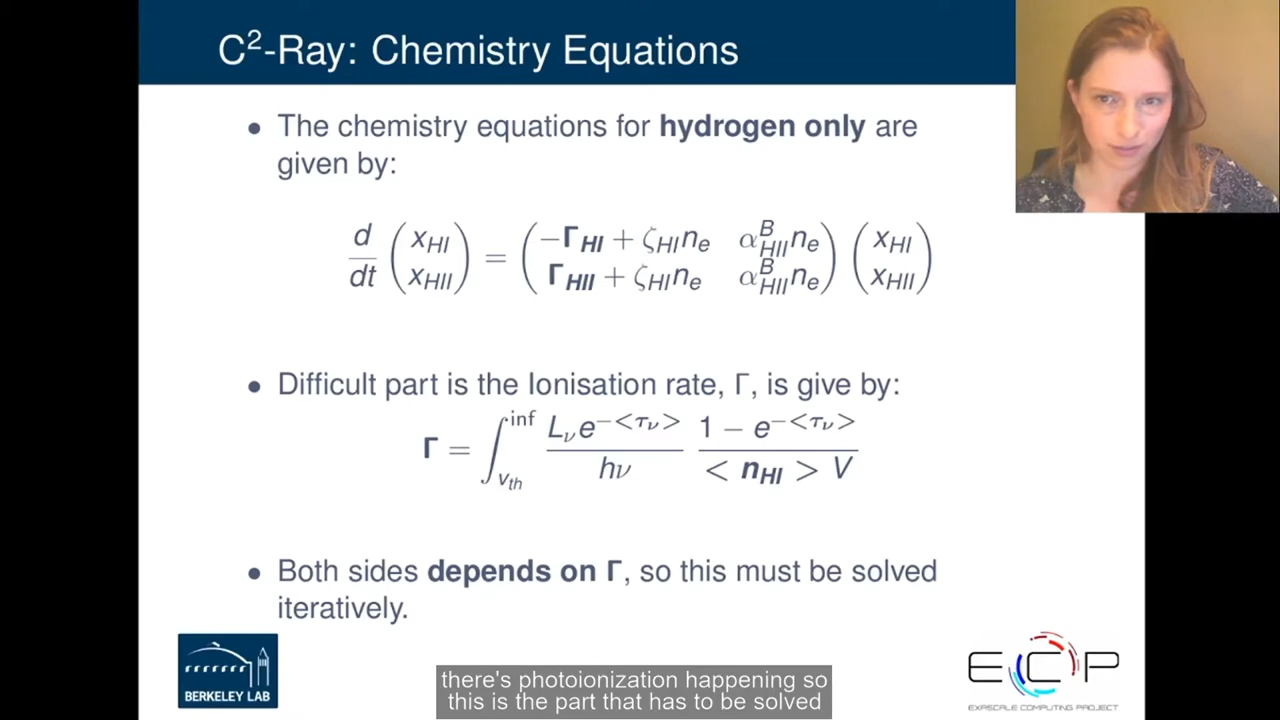 C²-Ray: Chemistry Equations
• The chemistry equations for hydrogen only are
given by:
d/dt (x_HI x_HII) = (−Γ_HI + ζ_HI n_e α^B_HII n_e Γ_HII + ζ_HI n_e α^B_HII n_e) (x_HI x_HII)
• Difficult part is the Ionisation rate, Γ, is give by:
Γ = ∫_{v_th}^{inf} L_ν e^{−<τ_ν>} / hν (1 − e^{−<τ_ν>}) / (< n_HI > V)
• Both sides depends on Γ, so this must be solved
iteratively.
BERKELEY LAB
ECP
EXASCALE COMPUTING PROJECT
there's photoionization happening so
this is the part that has to be solved